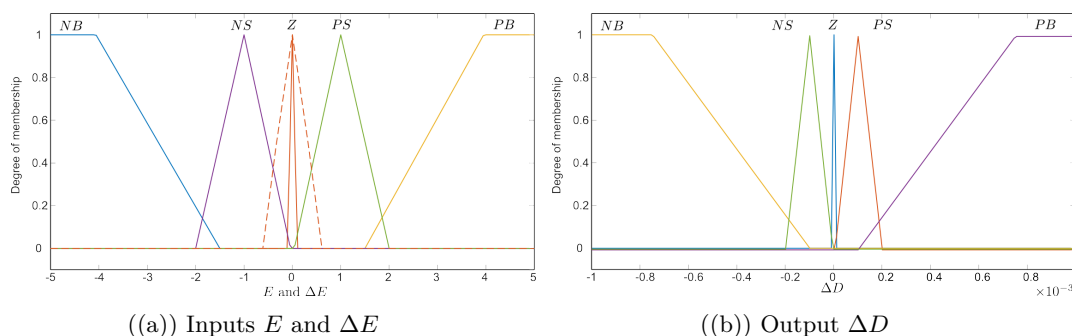 NB NS Z PS PB
1
0.8
0.6
0.4
0.2
0
Degree of membership
-5 -4 -3 -2 -1 0 1 2 3 4 5
E and ΔE
((a)) Inputs E and ΔE
NB NS Z PS PB
1
0.8
0.6
0.4
0.2
0
Degree of membership
-1 -0.8 -0.6 -0.4 -0.2 0 0.2 0.4 0.6 0.8
ΔD
×10⁻³
((b)) Output ΔD